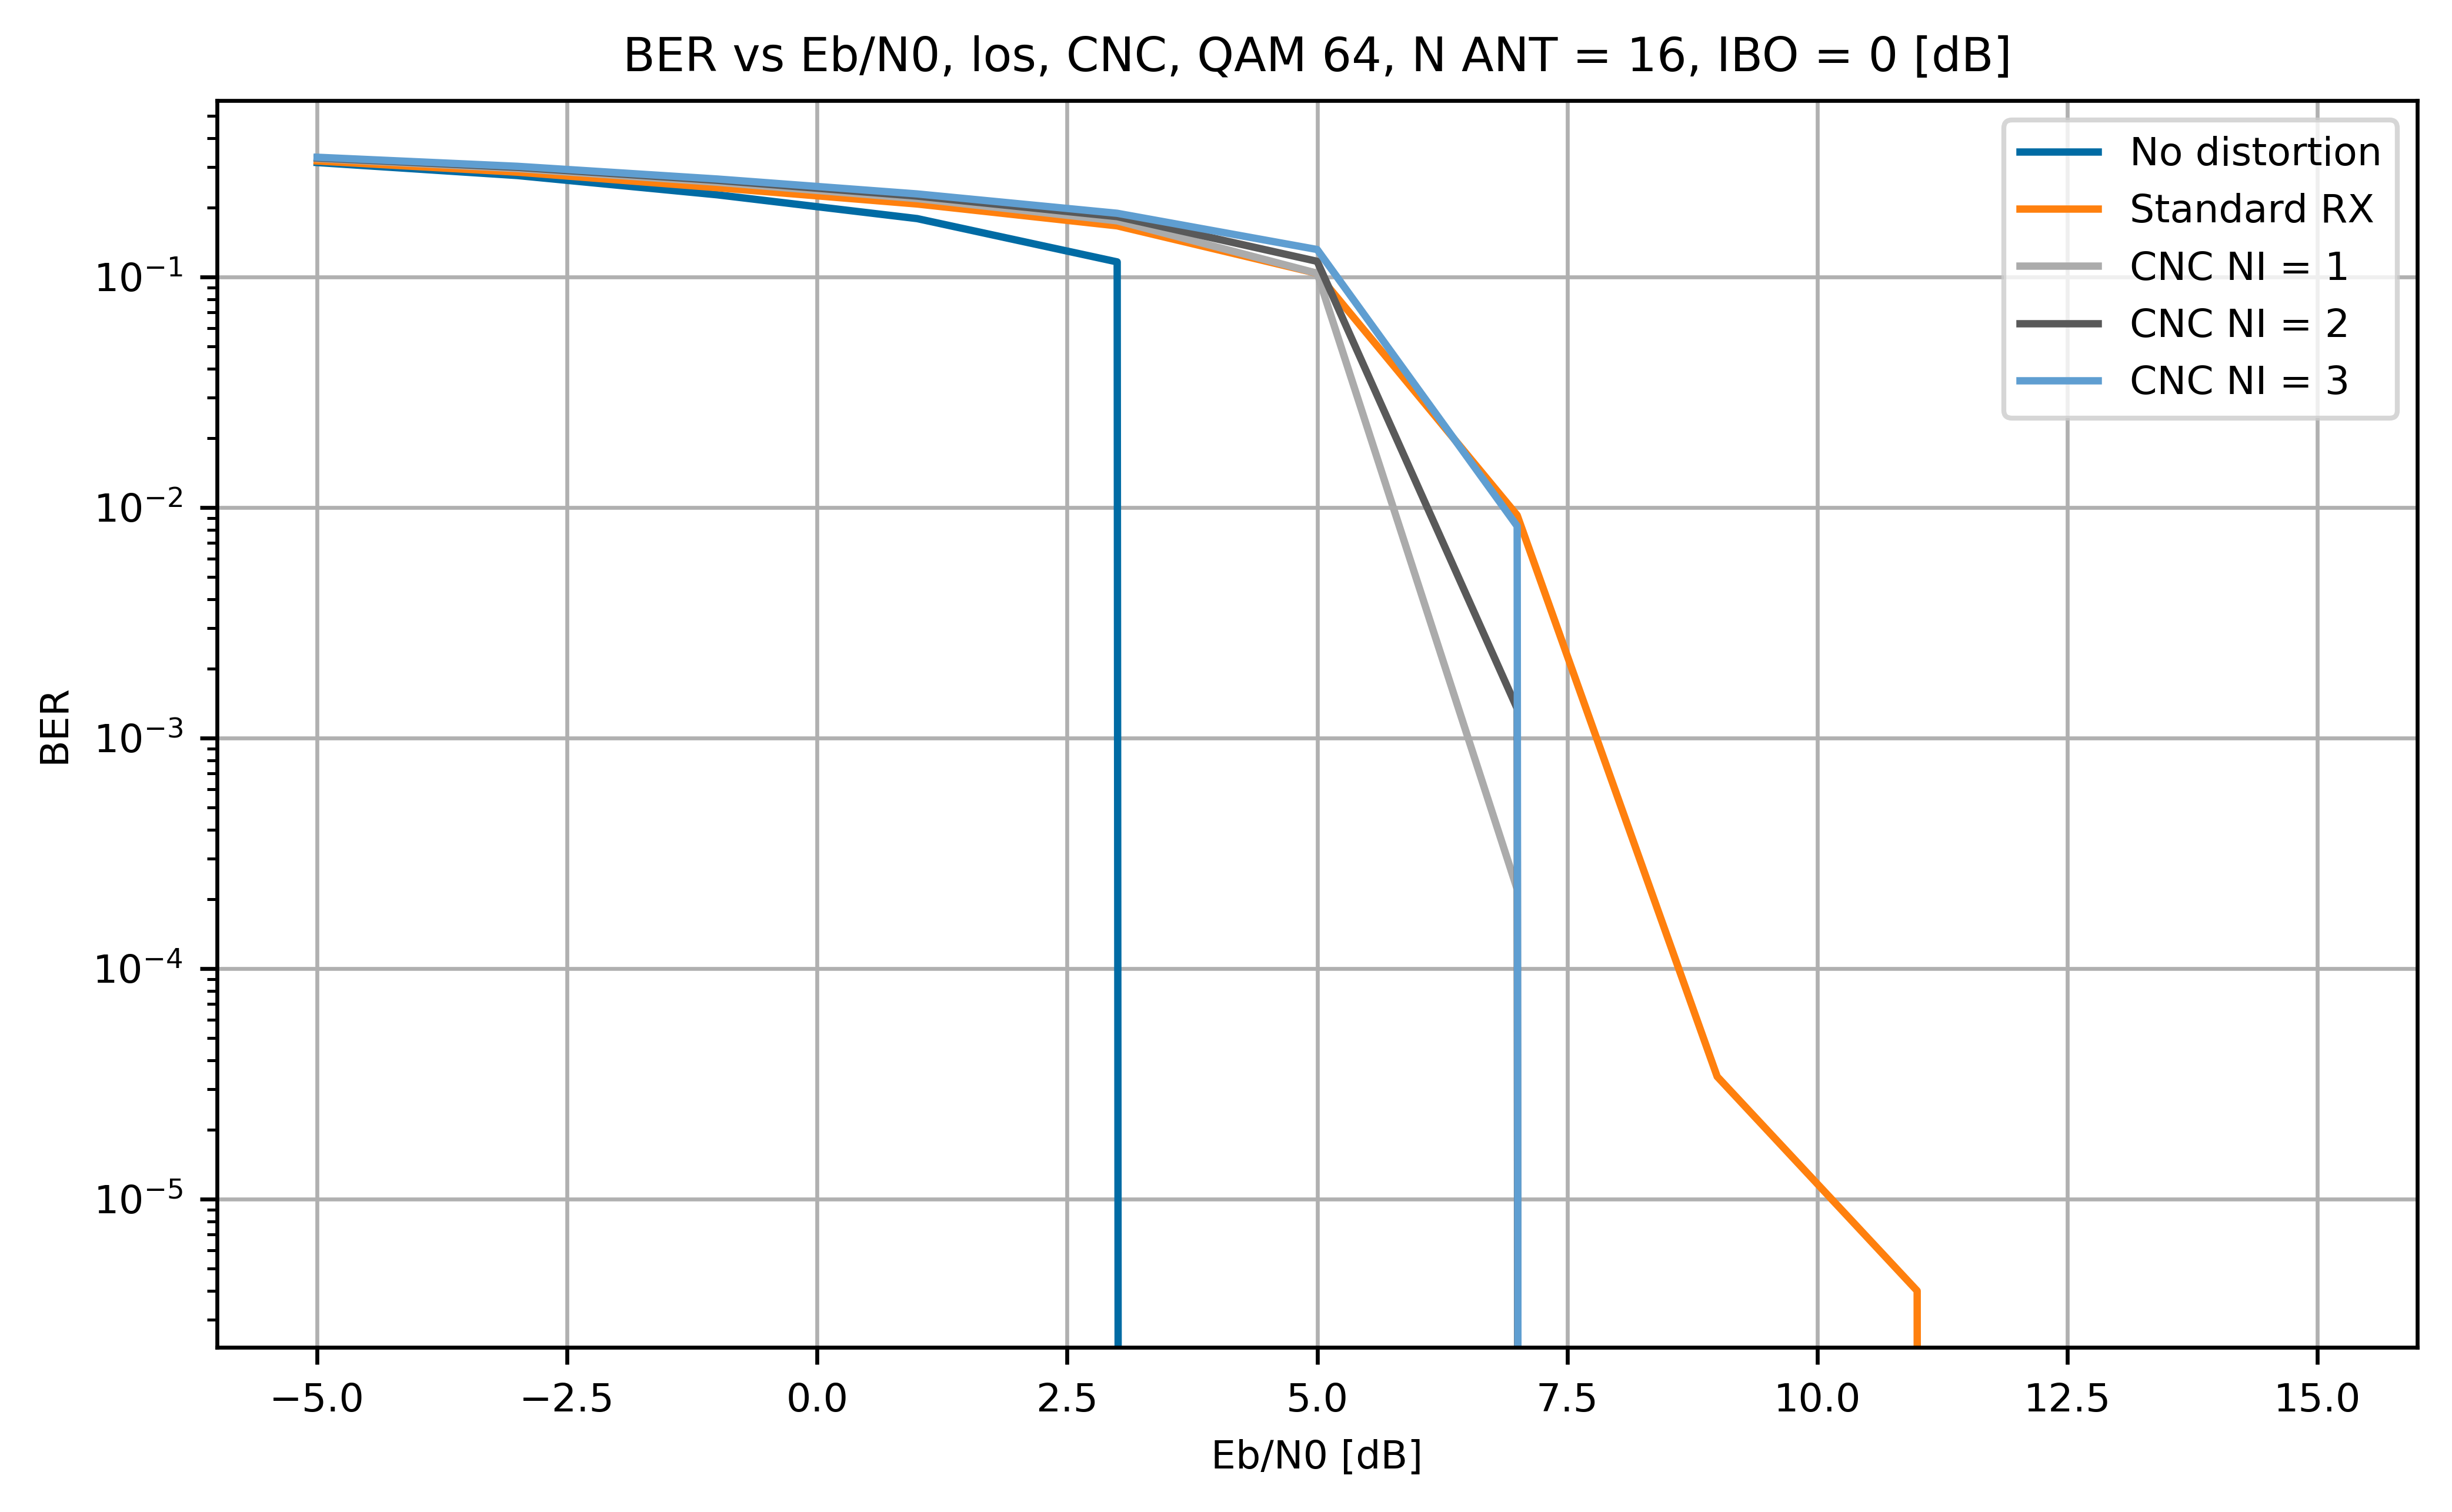 BER vs Eb/N0, los, CNC, QAM 64, N ANT = 16, IBO = 0 [dB]
No distortion
Standard RX
CNC NI = 1
CNC NI = 2
CNC NI = 3
10⁻¹
10⁻²
10⁻³
10⁻⁴
10⁻⁵
BER
−5.0 −2.5 0.0 2.5 5.0 7.5 10.0 12.5 15.0
Eb/N0 [dB]